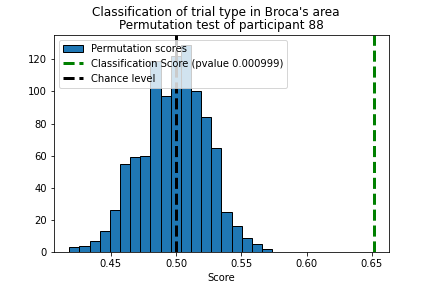 Classification of trial type in Broca's area
Permutation test of participant 88
Permutation scores
Classification Score (pvalue 0.000999)
Chance level
120
100
80
60
40
20
0
0.45
0.50
0.55
0.60
0.65
Score